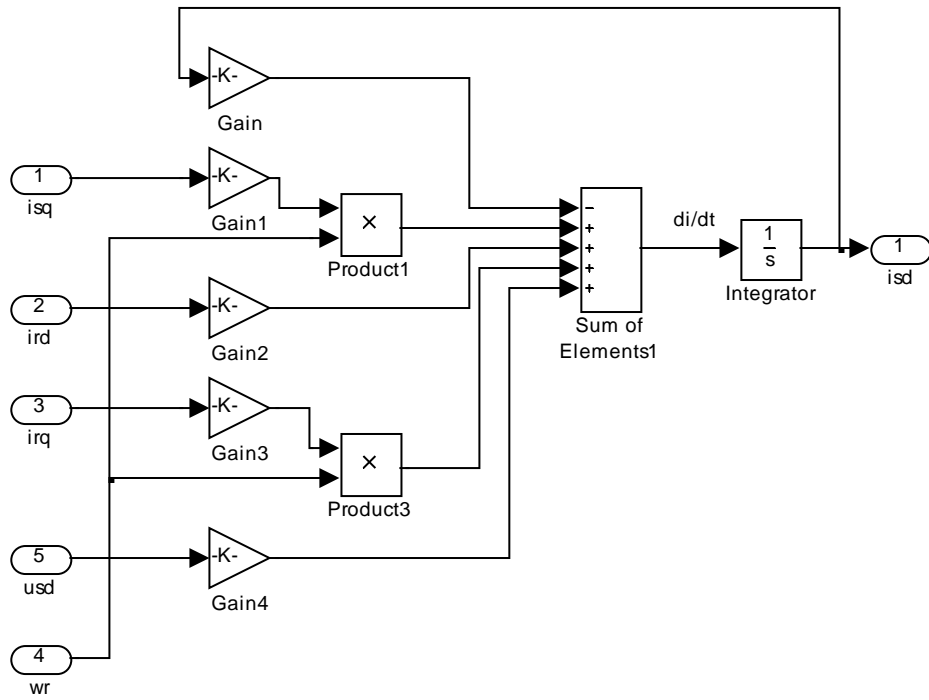 -K-
Gain
1
isq
-K-
Gain1
×
Product1
2
ird
-K-
Gain2
3
irq
-K-
Gain3
×
Product3
5
usd
-K-
Gain4
4
wr
−
+
+
+
+
Sum of
Elements1
di/dt
1
s
Integrator
1
isd